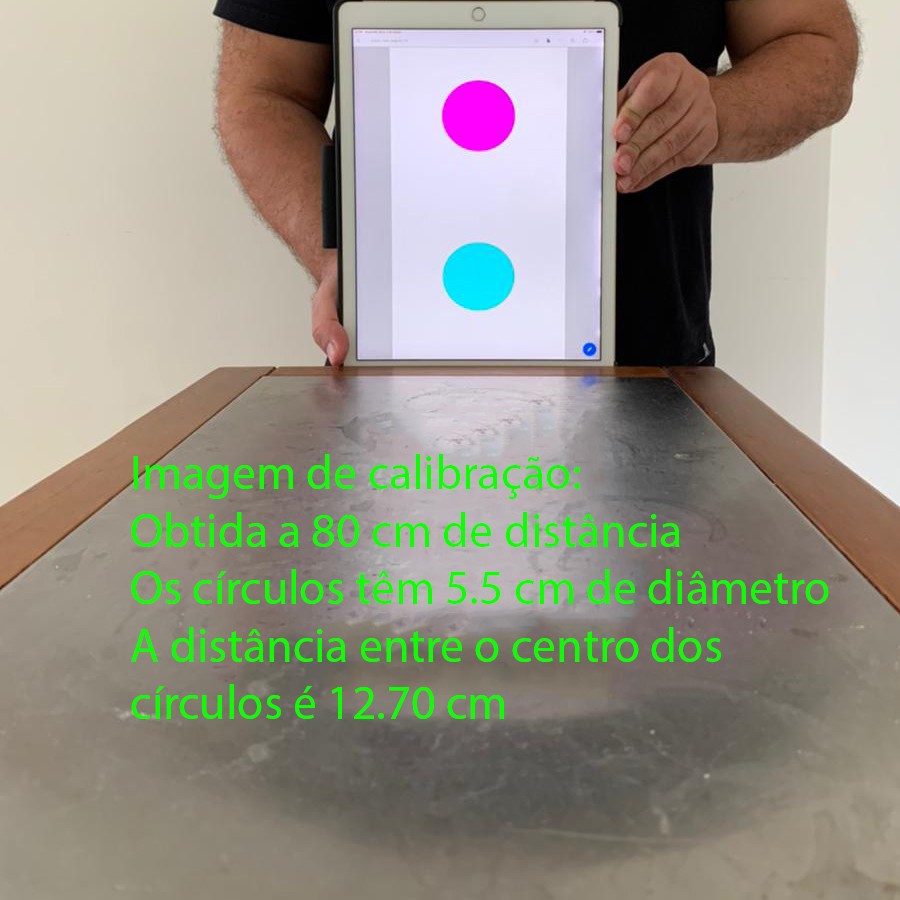 Imagem de calibração:
Obtida a 80 cm de distância
Os círculos têm 5.5 cm de diâmetro
A distância entre o centro dos
círculos é 12.70 cm